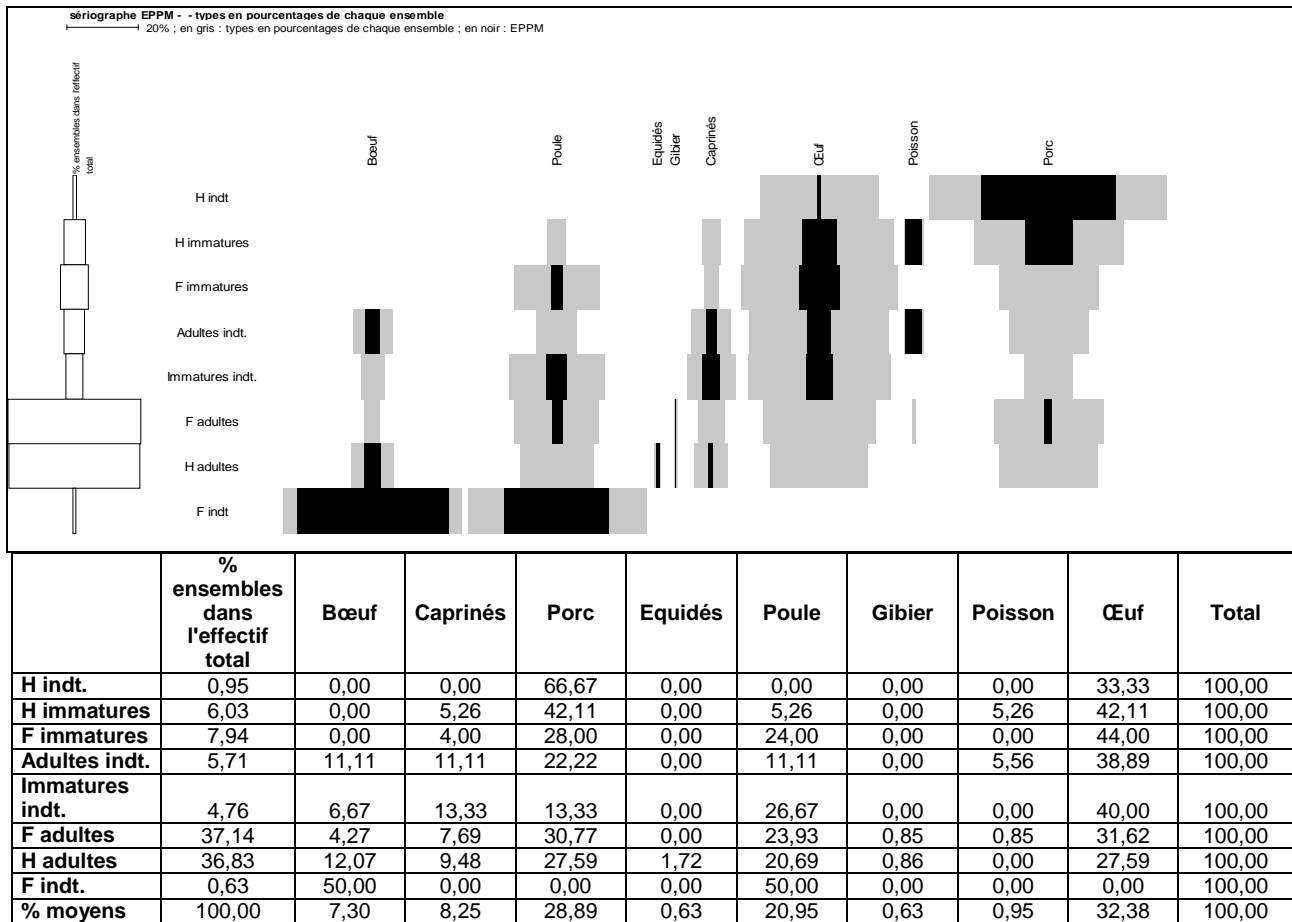 sériographe EPPM - - types en pourcentages de chaque ensemble
20% ; en gris : types en pourcentages de chaque ensemble ; en noir : EPPM
% ensembles dans l'effectif
total
Bœuf
Poule
Equidés
Gibier
Caprinés
Œuf
Poisson
Porc
H indt
H immatures
F immatures
Adultes indt.
Immatures indt.
F adultes
H adultes
F indt
% ensembles dans l'effectif total Bœuf Caprinés Porc Equidés Poule Gibier Poisson Œuf Total
H indt. 0,95 0,00 0,00 66,67 0,00 0,00 0,00 0,00 33,33 100,00
H immatures 6,03 0,00 5,26 42,11 0,00 5,26 0,00 5,26 42,11 100,00
F immatures 7,94 0,00 4,00 28,00 0,00 24,00 0,00 0,00 44,00 100,00
Adultes indt. 5,71 11,11 11,11 22,22 0,00 11,11 0,00 5,56 38,89 100,00
Immatures indt. 4,76 6,67 13,33 13,33 0,00 26,67 0,00 0,00 40,00 100,00
F adultes 37,14 4,27 7,69 30,77 0,00 23,93 0,85 0,85 31,62 100,00
H adultes 36,83 12,07 9,48 27,59 1,72 20,69 0,86 0,00 27,59 100,00
F indt. 0,63 50,00 0,00 0,00 0,00 50,00 0,00 0,00 0,00 100,00
% moyens 100,00 7,30 8,25 28,89 0,63 20,95 0,63 0,95 32,38 100,00